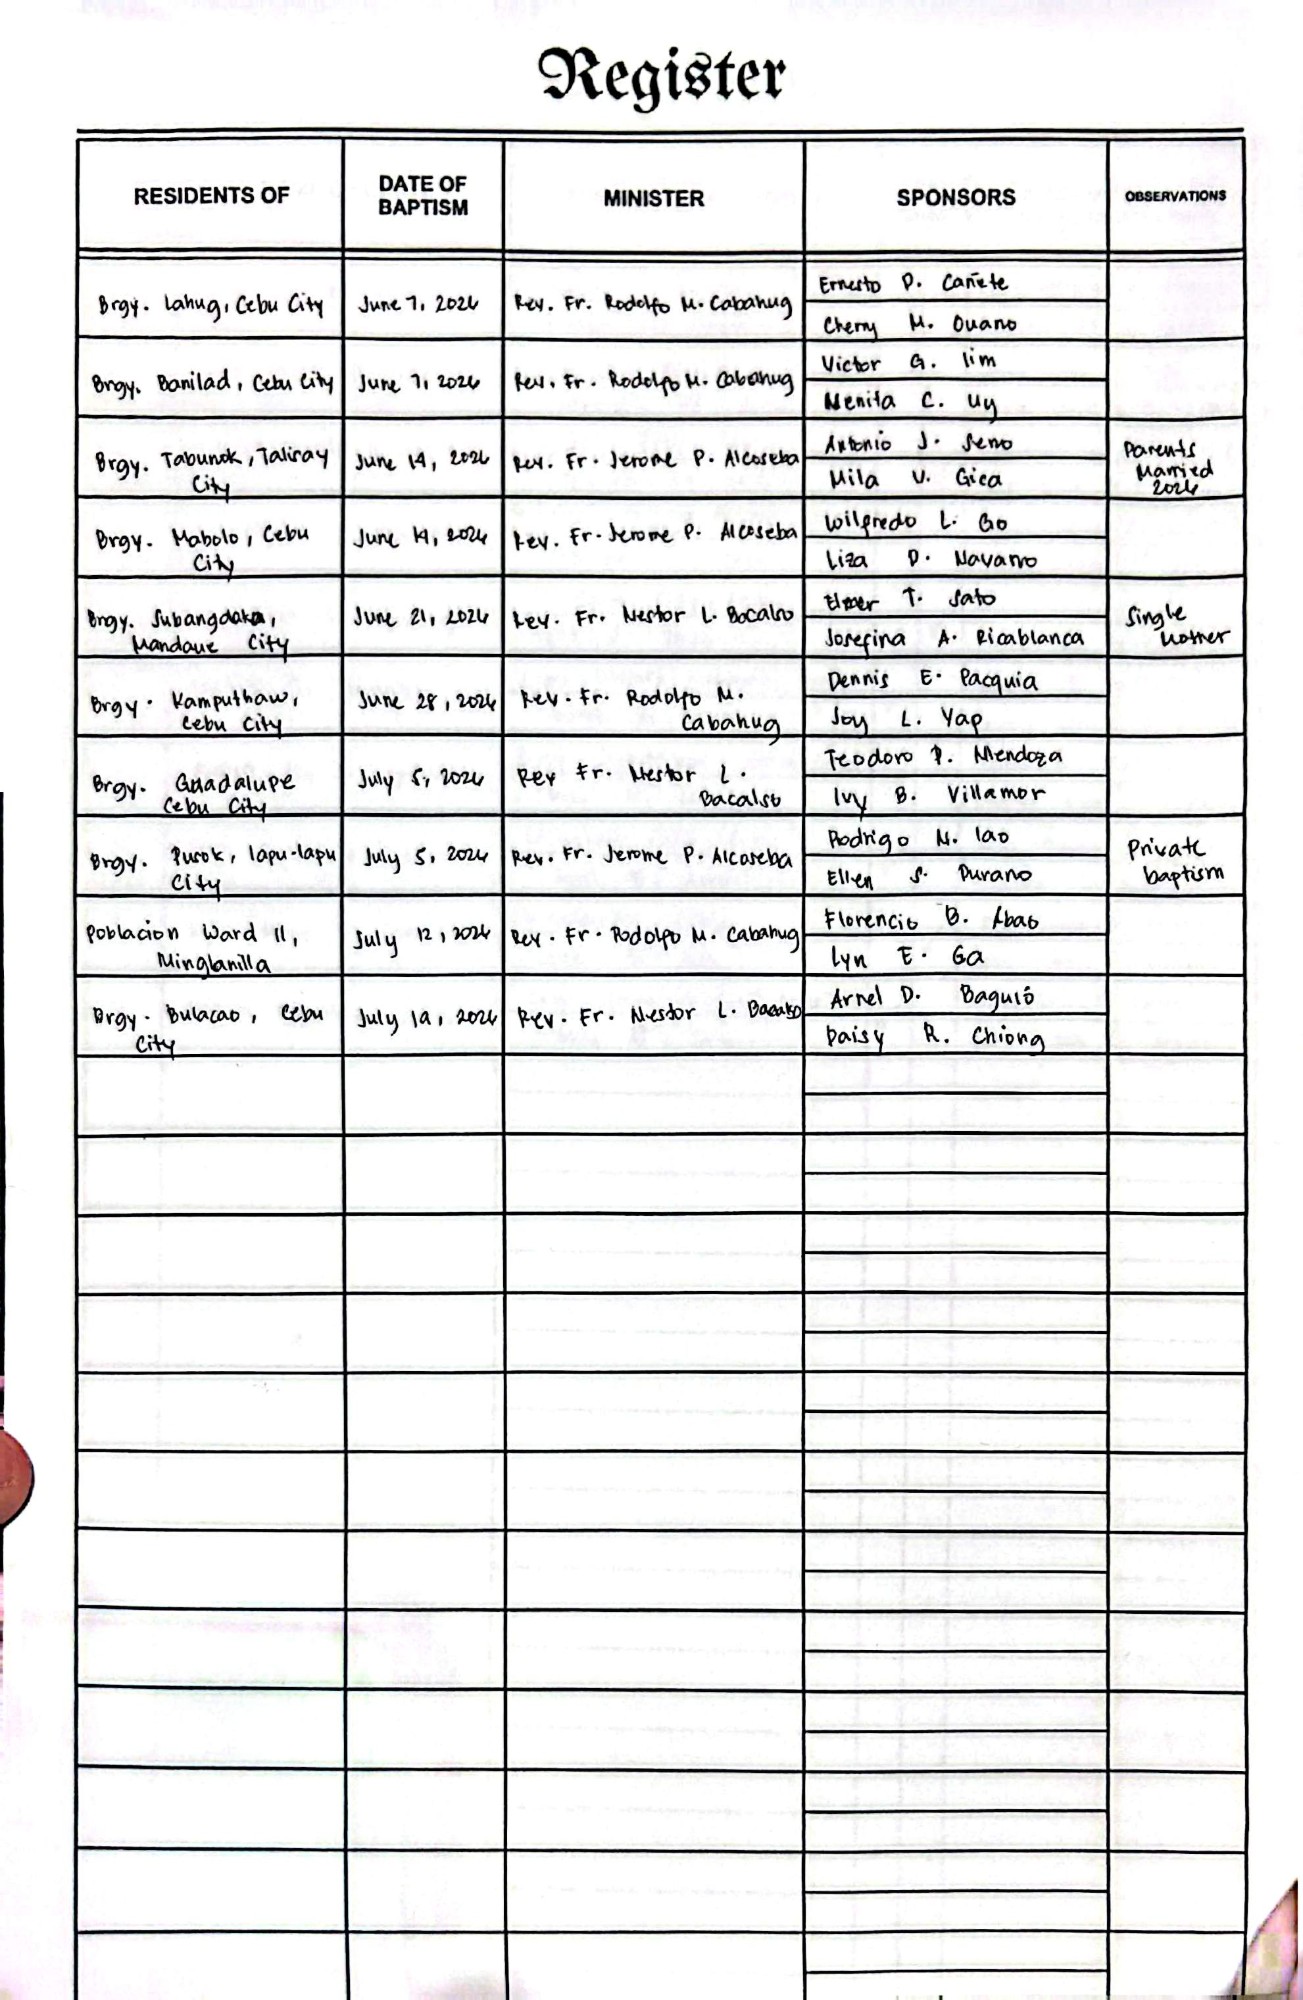 Register
RESIDENTS OF
DATE OF
BAPTISM
MINISTER
SPONSORS
OBSERVATIONS
Brgy. Lahug, Cebu City
June 7, 2026
Rev. Fr. Rodolfo M. Cabahug
Ernesto P. Cañete
Cherry M. Ouano
Brgy. Banilad, Cebu City
June 7, 2026
Rev. Fr. Rodolfo M. Cabahug
Victor G. Lim
Menita C. Uy
Brgy. Tabunok, Talisay
City
June 14, 2026
Rev. Fr. Jerome P. Alcoseba
Antonio J. Seno
Mila V. Gica
Parents
Married
2026
Brgy. Mabolo, Cebu
City
June 14, 2026
Rev. Fr. Jerome P. Alcoseba
Wilfredo L. Go
Liza D. Navarro
Brgy. Subangdaku,
Mandaue City
June 21, 2026
Rev. Fr. Nestor L. Bacalso
Elmer T. Sato
Josefina A. Ricablanca
Single
Mother
Brgy. Kamputhaw,
Cebu City
June 28, 2026
Rev. Fr. Rodolfo M.
Cabahug
Dennis E. Pacquia
Joy L. Yap
Brgy. Guadalupe
Cebu City
July 5, 2026
Rev Fr. Nestor L.
Bacalso
Teodoro P. Mendoza
Ivy B. Villamor
Brgy. Pusok, Lapu-lapu
City
July 5, 2026
Rev. Fr. Jerome P. Alcoseba
Rodrigo N. Lao
Ellen S. Durano
Private
baptism
Poblacion Ward II,
Minglanilla
July 12, 2026
Rev. Fr. Rodolfo M. Cabahug
Florencio B. Abao
Lyn E. Ga
Brgy. Bulacao, Cebu
City
July 19, 2026
Rev. Fr. Nestor L. Bacalso
Arnel D. Baguio
Daisy R. Chiong